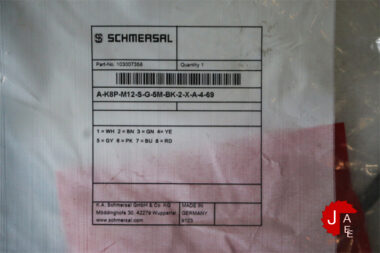 SCHMERSAL
Part-No.: 103007358 Quantity 1
A-K8P-M12-S-G-5M-BK-2-X-A-4-69
1 = WH 2 = BN 3 = GN 4 = YE
5 = GY 6 = PK 7 = BU 8 = RD
K.A. Schmersal GmbH & Co. KG MADE IN
Möddinghofe 30, 42279 Wuppertal GERMANY
www.schmersal.com
JAEE